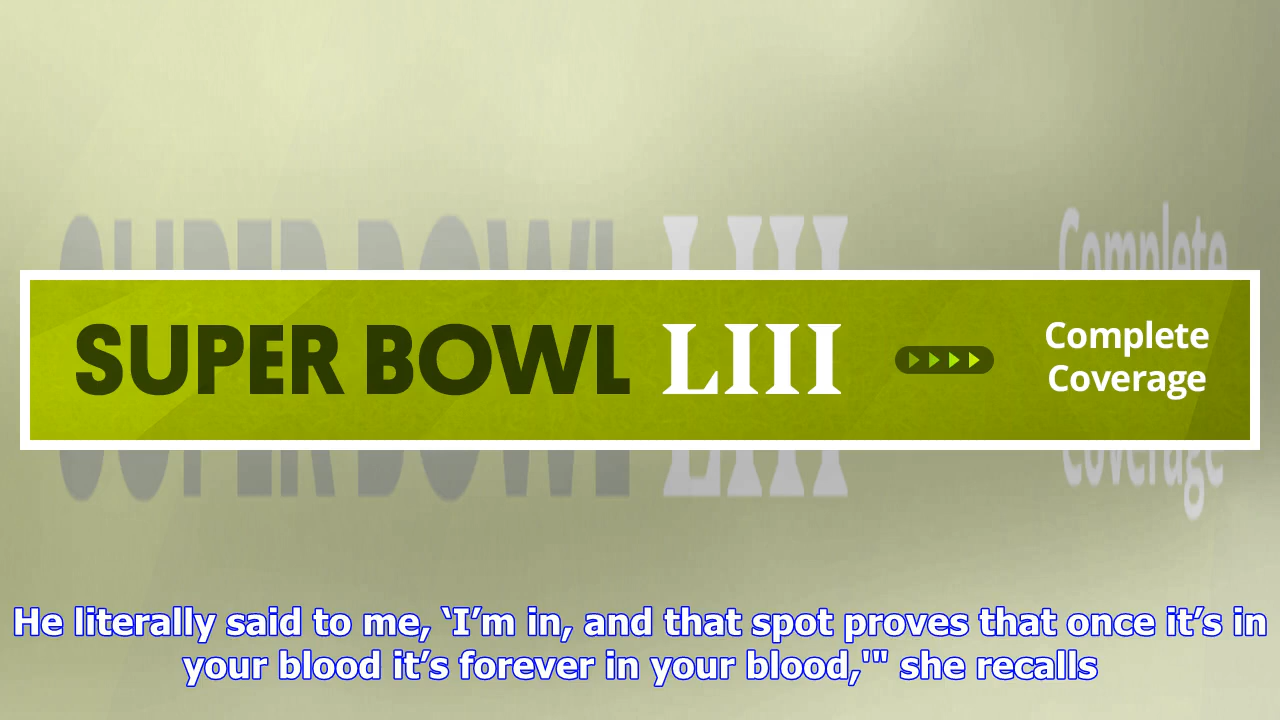 SUPER BOWL LIII
Complete
Coverage
He literally said to me, ‘I’m in, and that spot proves that once it’s in
your blood it’s forever in your blood,'" she recalls